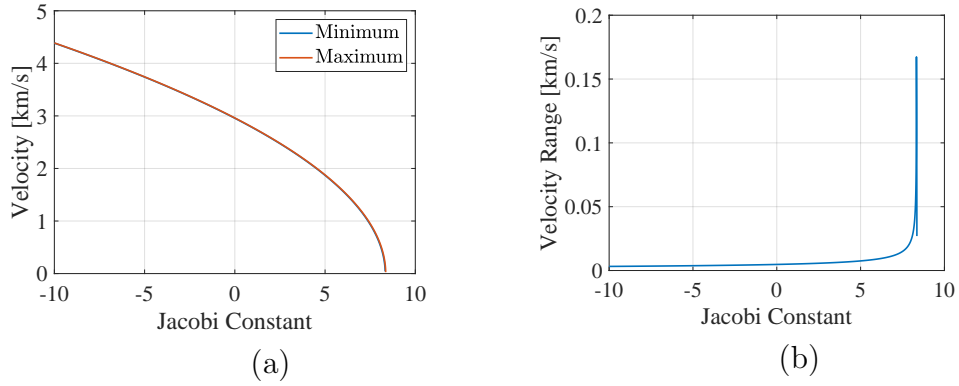 5
4
3
2
1
0
Velocity [km/s]
Minimum
Maximum
-10
-5
0
5
10
Jacobi Constant
(a)
0.2
0.15
0.1
0.05
0
Velocity Range [km/s]
-10
-5
0
5
10
Jacobi Constant
(b)